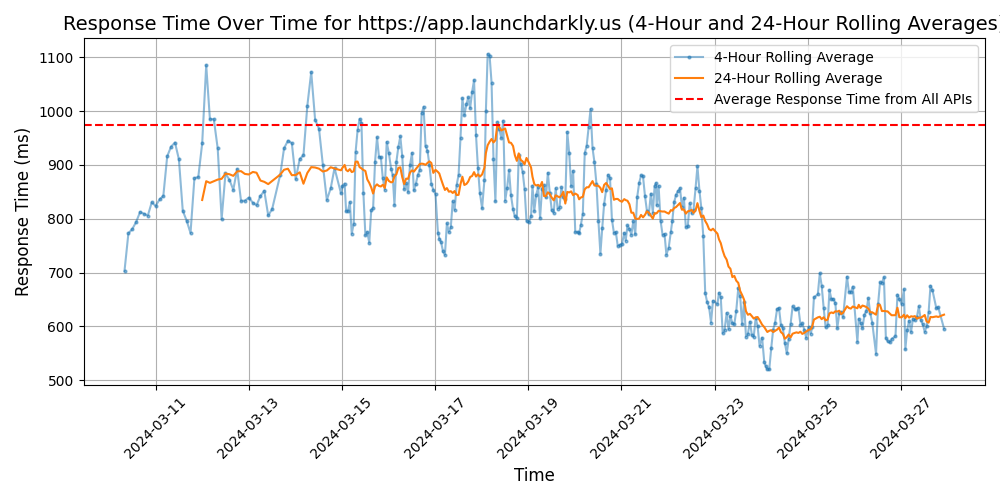 Response Time Over Time for https://app.launchdarkly.us (4-Hour and 24-Hour Rolling Averages)
4-Hour Rolling Average
24-Hour Rolling Average
Average Response Time from All APIs
Response Time (ms)
1100
1000
900
800
700
600
500
2024-03-11
2024-03-13
2024-03-15
2024-03-17
2024-03-19
2024-03-21
2024-03-23
2024-03-25
2024-03-27
Time